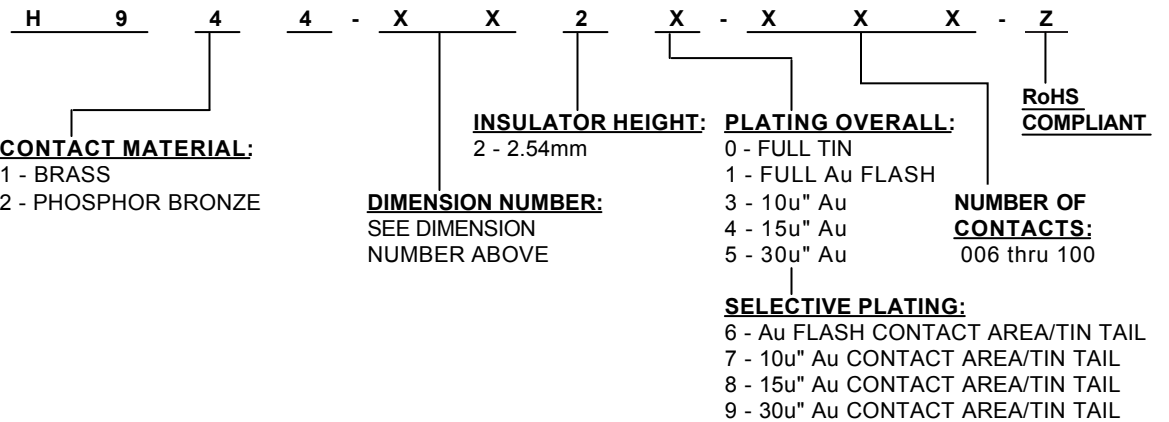 H 9 4 4 - X X 2 X - X X X - Z
RoHS
COMPLIANT
CONTACT MATERIAL:
1 - BRASS
2 - PHOSPHOR BRONZE
DIMENSION NUMBER:
SEE DIMENSION
NUMBER ABOVE
INSULATOR HEIGHT:
2 - 2.54mm
PLATING OVERALL:
0 - FULL TIN
1 - FULL Au FLASH
3 - 10u" Au
4 - 15u" Au
5 - 30u" Au
NUMBER OF
CONTACTS:
006 thru 100
SELECTIVE PLATING:
6 - Au FLASH CONTACT AREA/TIN TAIL
7 - 10u" Au CONTACT AREA/TIN TAIL
8 - 15u" Au CONTACT AREA/TIN TAIL
9 - 30u" Au CONTACT AREA/TIN TAIL